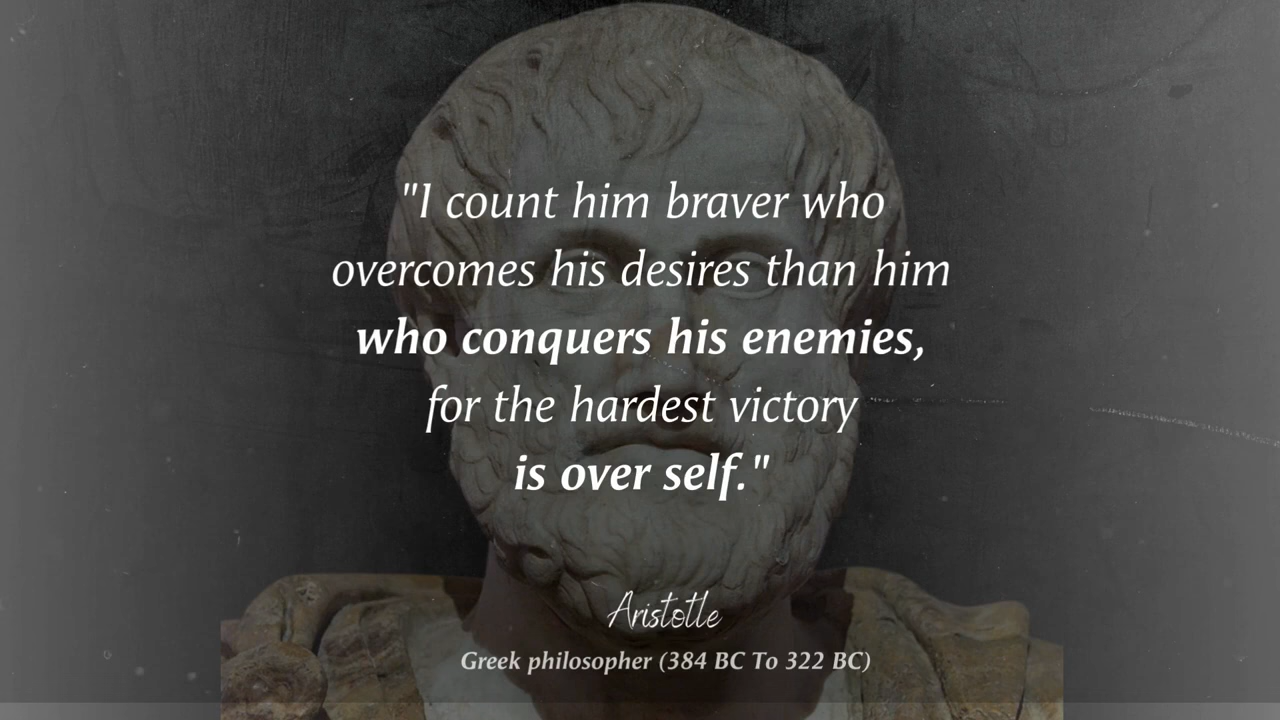 "I count him braver who
overcomes his desires than him
who conquers his enemies,
for the hardest victory
is over self."
Aristotle
Greek philosopher (384 BC To 322 BC)